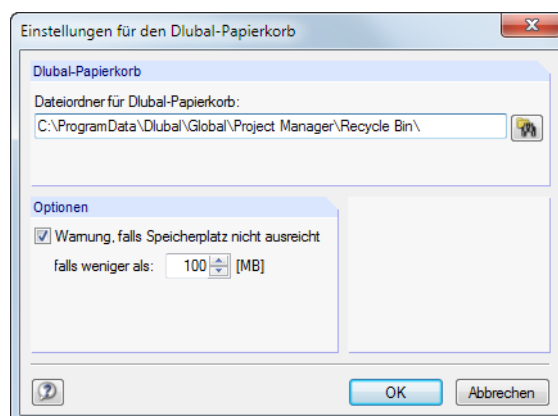 Einstellungen für den Dlubal-Papierkorb
Dlubal-Papierkorb
Dateiordner für Dlubal-Papierkorb:
C:\ProgramData\Dlubal\Global\Project Manager\Recycle Bin\
Optionen
Warnung, falls Speicherplatz nicht ausreicht
falls weniger als: 100 [MB]
OK Abbrechen